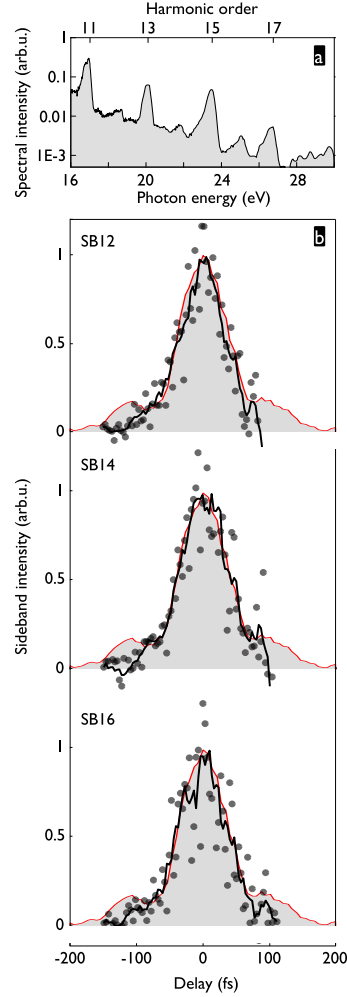 Harmonic order
11 13 15 17
a
Spectral intensity (arb.u.)
1
0.1
0.01
1E-3
16 20 24 28
Photon energy (eV)
b
SB12
1
0.5
0
SB14
1
0.5
0
Sideband intensity (arb.u.)
SB16
1
0.5
0
-200 -100 0 100 200
Delay (fs)